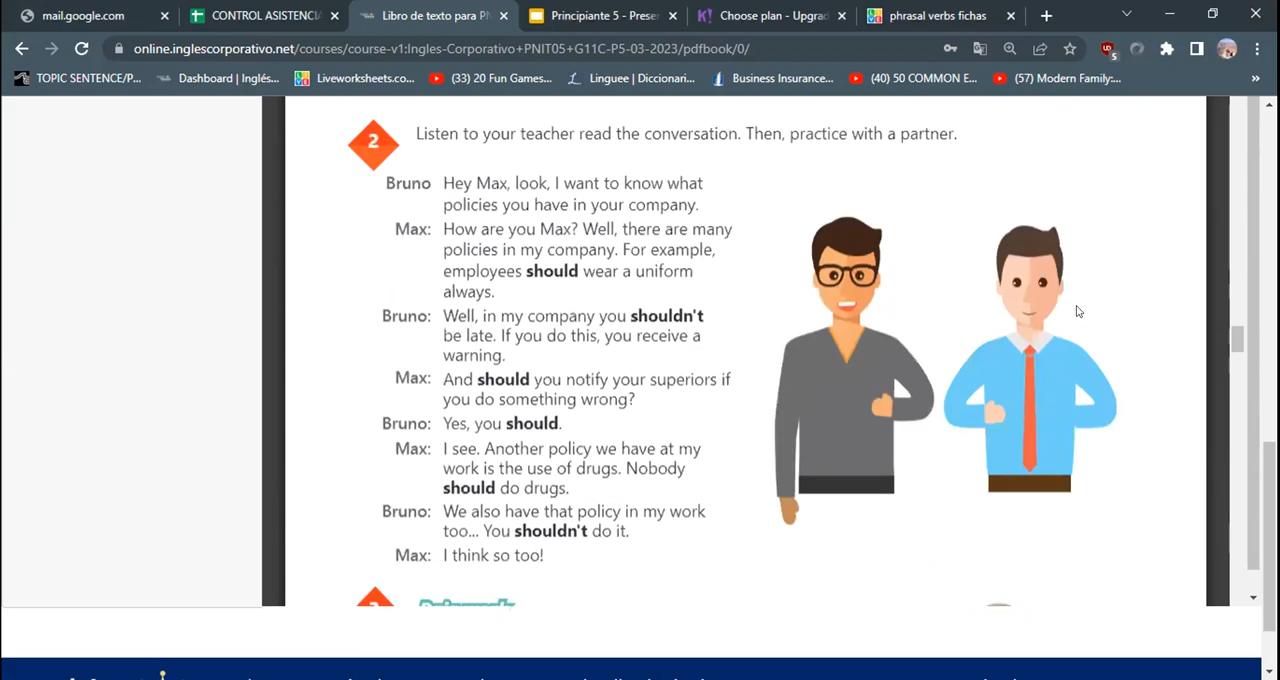 mail.google.com
CONTROL ASISTENCIA
Libro de texto para PN
Principiante 5 - Prese
Choose plan - Upgrad
phrasal verbs fichas
online.inglescorporativo.net/courses/course-v1:Ingles-Corporativo+PNIT05+G11C-P5-03-2023/pdfbook/0/
5
TOPIC SENTENCE/P...
Dashboard | Inglés...
Liveworksheets.co...
(33) 20 Fun Games...
Linguee | Diccionari...
Business Insurance...
(40) 50 COMMON E...
(57) Modern Family:...
»
2
Listen to your teacher read the conversation. Then, practice with a partner.
Bruno Hey Max, look, I want to know what
policies you have in your company.
Max: How are you Max? Well, there are many
policies in my company. For example,
employees should wear a uniform
always.
Bruno: Well, in my company you shouldn't
be late. If you do this, you receive a
warning.
Max: And should you notify your superiors if
you do something wrong?
Bruno: Yes, you should.
Max: I see. Another policy we have at my
work is the use of drugs. Nobody
should do drugs.
Bruno: We also have that policy in my work
too... You shouldn't do it.
Max: I think so too!